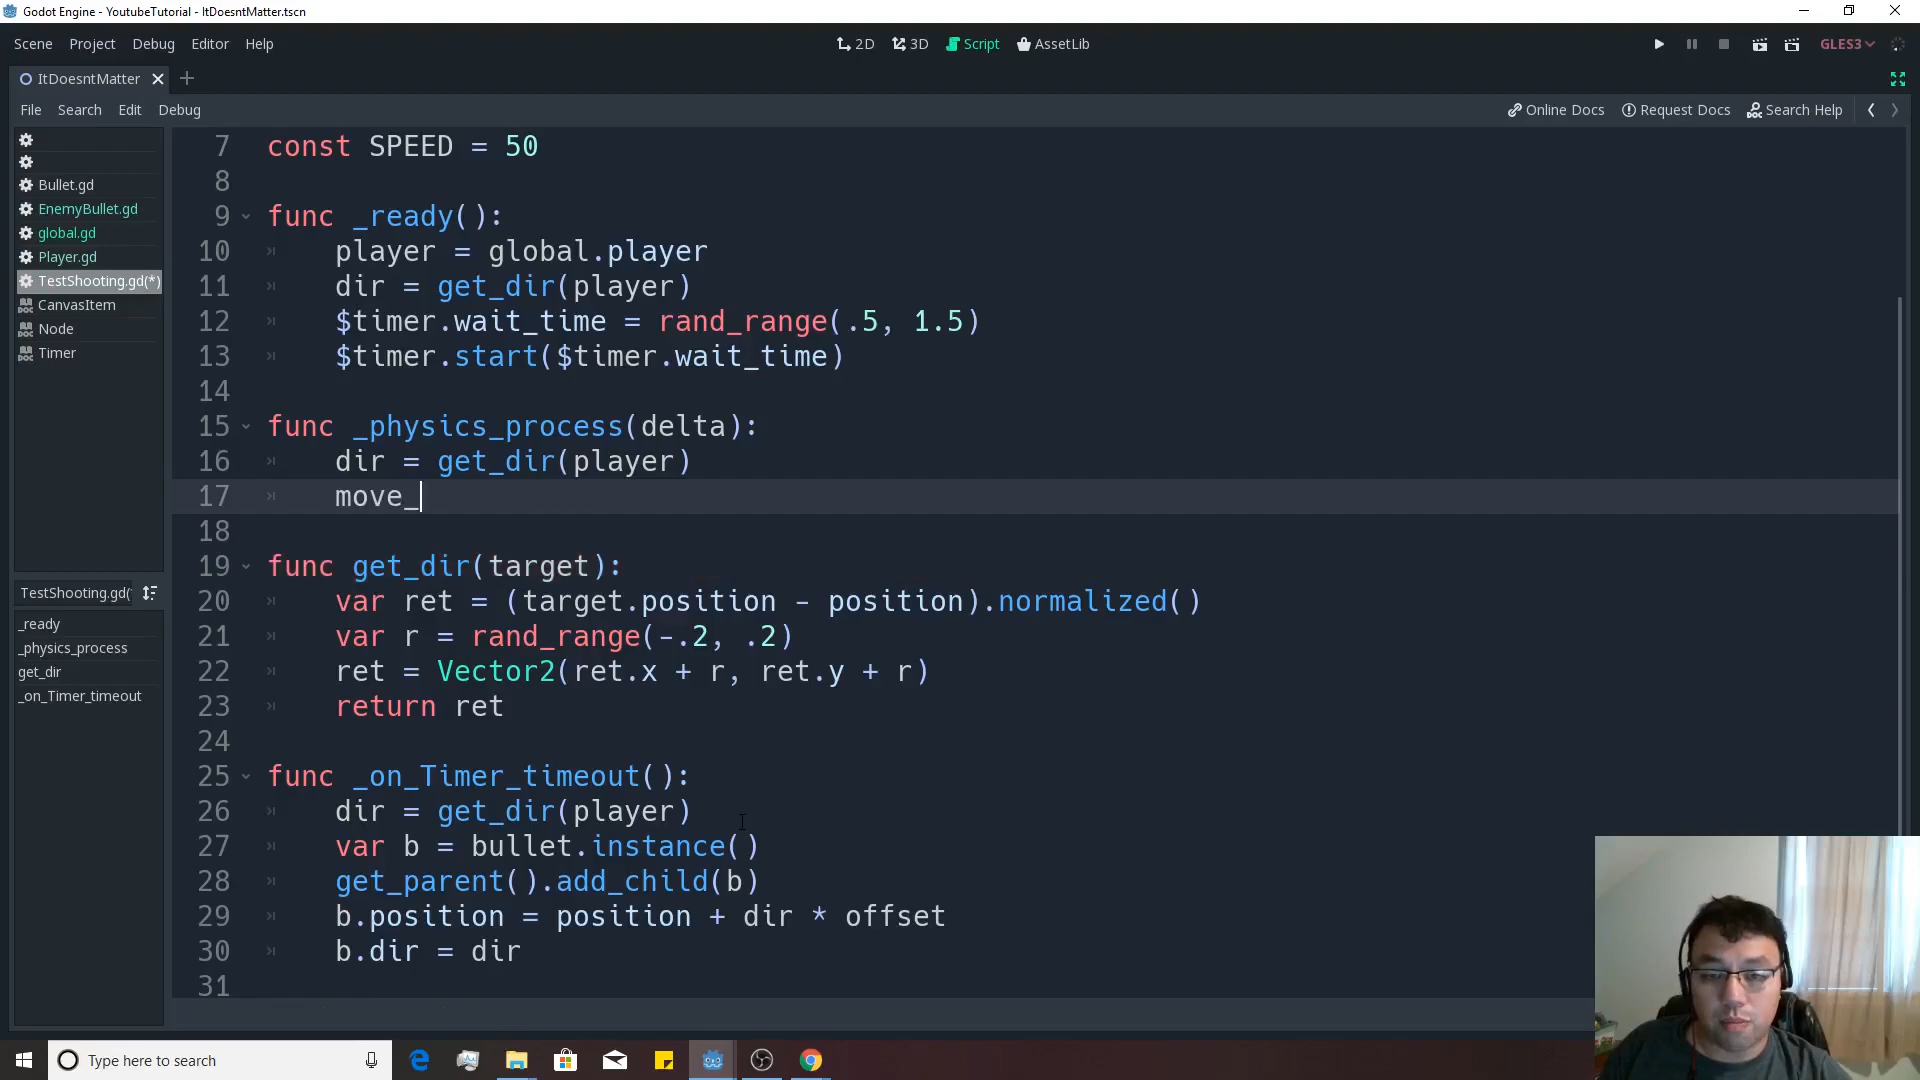 Godot Engine - YoutubeTutorial - ItDoesntMatter.tscn
Scene Project Debug Editor Help
2D 3D Script AssetLib
GLES3
ItDoesntMatter
File Search Edit Debug
Online Docs Request Docs Search Help
Bullet.gd
EnemyBullet.gd
global.gd
Player.gd
TestShooting.gd(*)
CanvasItem
Node
Timer
TestShooting.gd(
_ready
_physics_process
get_dir
_on_Timer_timeout
7 const SPEED = 50
8
9 func _ready():
10 player = global.player
11 dir = get_dir(player)
12 $timer.wait_time = rand_range(.5, 1.5)
13 $timer.start($timer.wait_time)
14
15 func _physics_process(delta):
16 dir = get_dir(player)
17 move_
18
19 func get_dir(target):
20 var ret = (target.position - position).normalized()
21 var r = rand_range(-.2, .2)
22 ret = Vector2(ret.x + r, ret.y + r)
23 return ret
24
25 func _on_Timer_timeout():
26 dir = get_dir(player)
27 var b = bullet.instance()
28 get_parent().add_child(b)
29 b.position = position + dir * offset
30 b.dir = dir
31
Type here to search